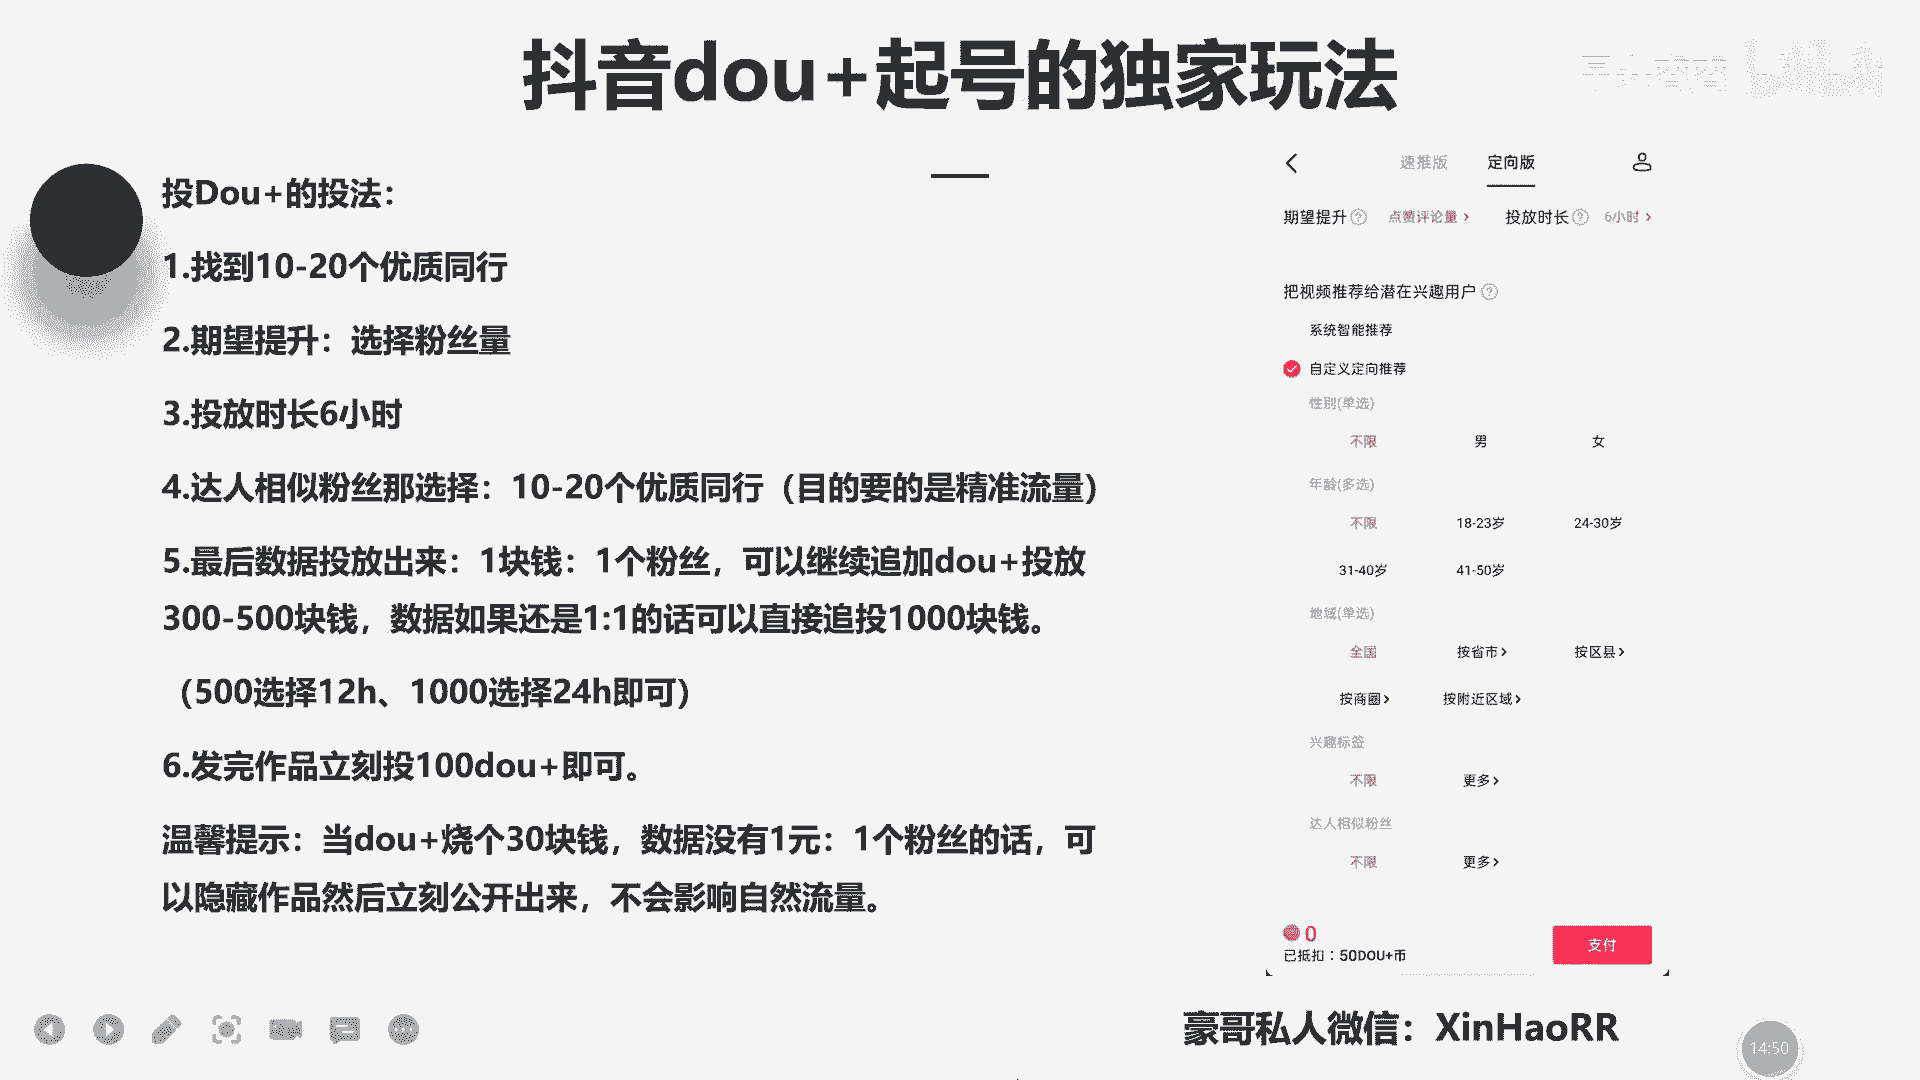 抖音dou+起号的独家玩法
投Dou+的投法：
1.找到10-20个优质同行
2.期望提升：选择粉丝量
3.投放时长6小时
4.达人相似粉丝那选择：10-20个优质同行（目的要的是精准流量）
5.最后数据投放出来：1块钱：1个粉丝，可以继续追加dou+投放
300-500块钱，数据如果还是1:1的话可以直接追投1000块钱。
（500选择12h、1000选择24h即可）
6.发完作品立刻投100dou+即可。
温馨提示：当dou+烧个30块钱，数据没有1元：1个粉丝的话，可
以隐藏作品然后立刻公开出来，不会影响自然流量。
速推版 定向版
期望提升 点赞评论量 投放时长 6小时
把视频推荐给潜在兴趣用户
系统智能推荐
自定义定向推荐
性别(单选)
不限 男 女
年龄(多选)
不限 18-23岁 24-30岁
31-40岁 41-50岁
地域(单选)
全国 按省市 按区县
按商圈 按附近区域
兴趣标签
不限 更多
达人相似粉丝
不限 更多
0
已抵扣：50DOU+币
支付
豪哥私人微信：XinHaoRR
14:50